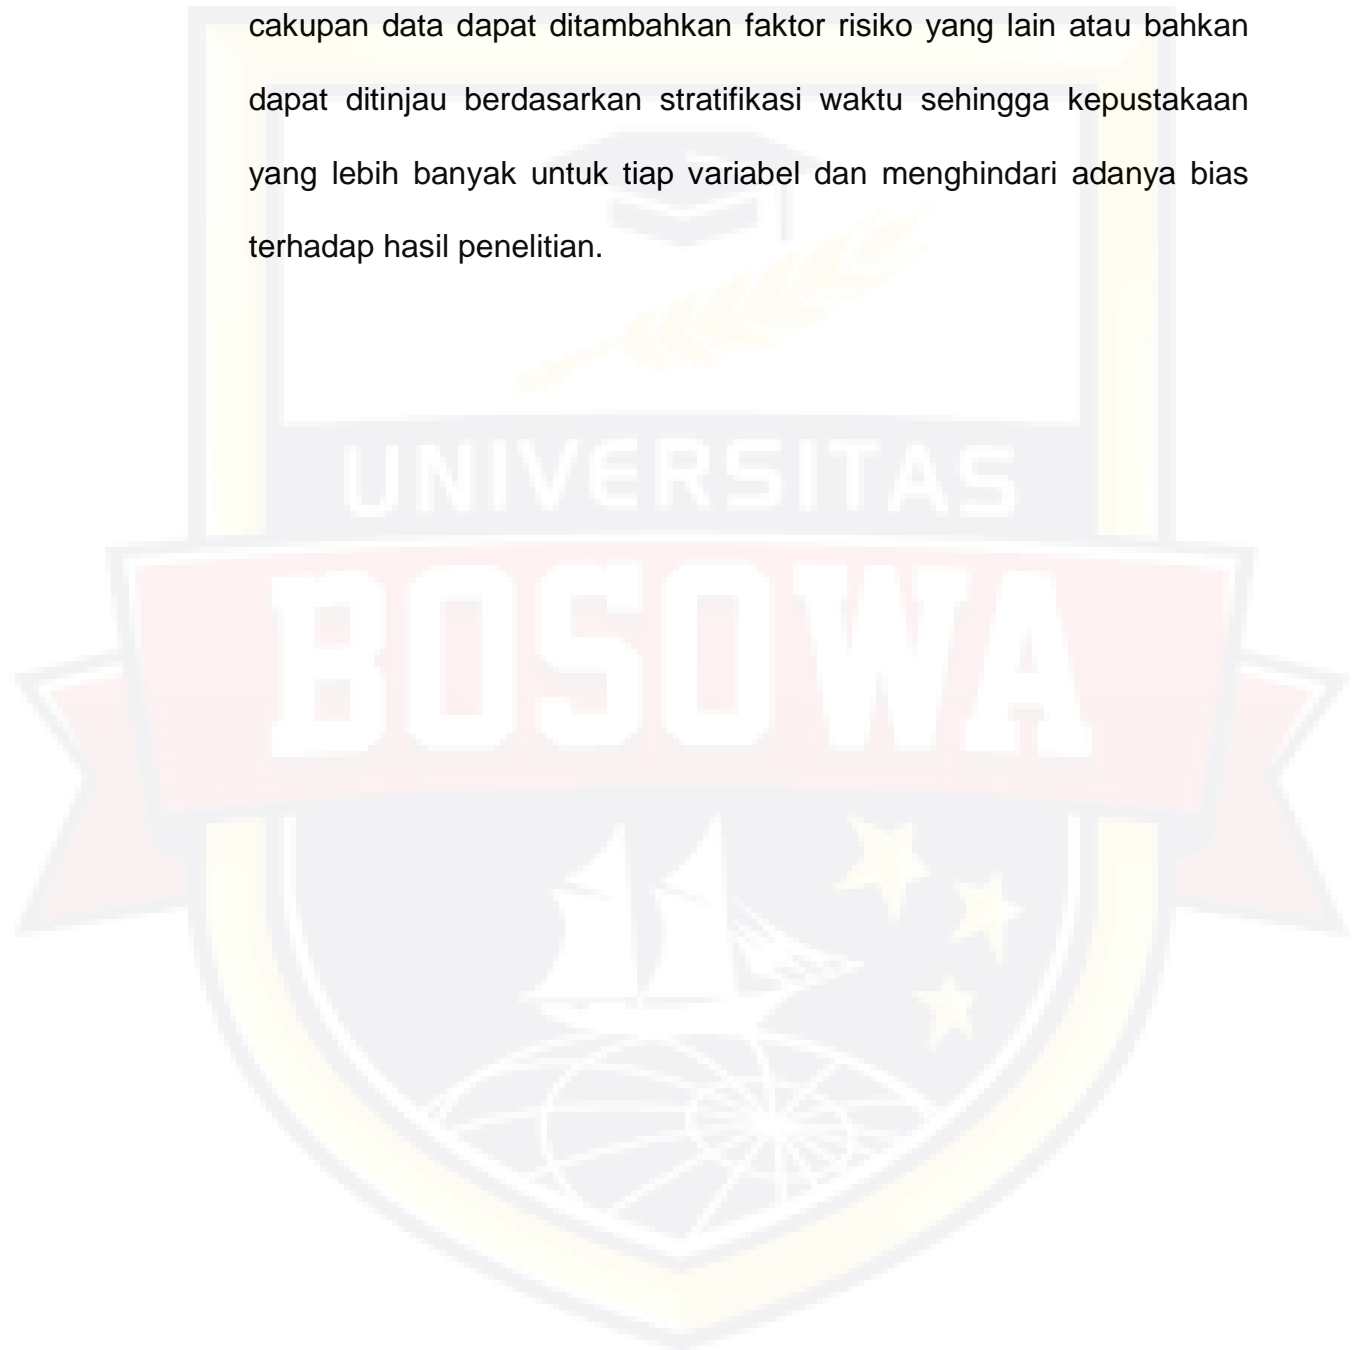 cakupan data dapat ditambahkan faktor risiko yang lain atau bahkan
dapat ditinjau berdasarkan stratifikasi waktu sehingga kepustakaan
yang lebih banyak untuk tiap variabel dan menghindari adanya bias
terhadap hasil penelitian.
UNIVERSITAS
BOSOWA